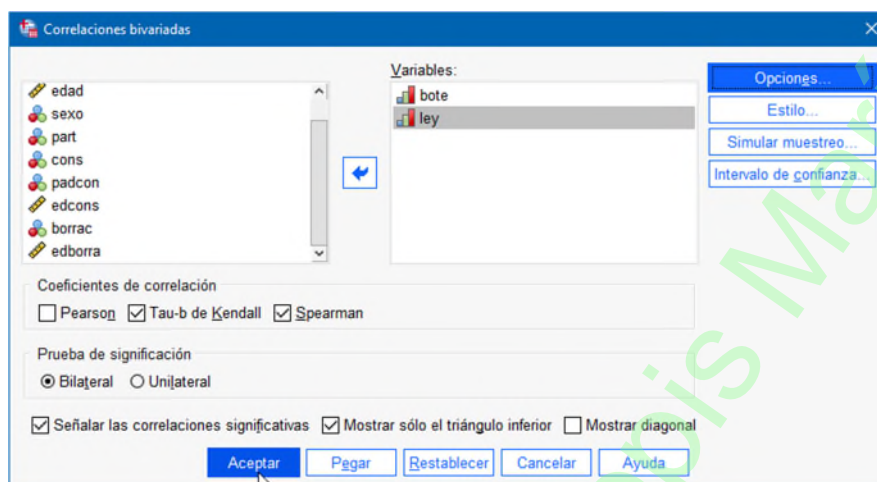 Correlaciones bivariadas
Variables:
edad
sexo
part
cons
padcon
edcons
borrac
edborra
bote
ley
Opciones...
Estilo...
Simular muestreo...
Intervalo de confianza...
Coeficientes de correlación
Pearson Tau-b de Kendall Spearman
Prueba de significación
Bilateral Unilateral
Señalar las correlaciones significativas Mostrar sólo el triángulo inferior Mostrar diagonal
Aceptar Pegar Restablecer Cancelar Ayuda